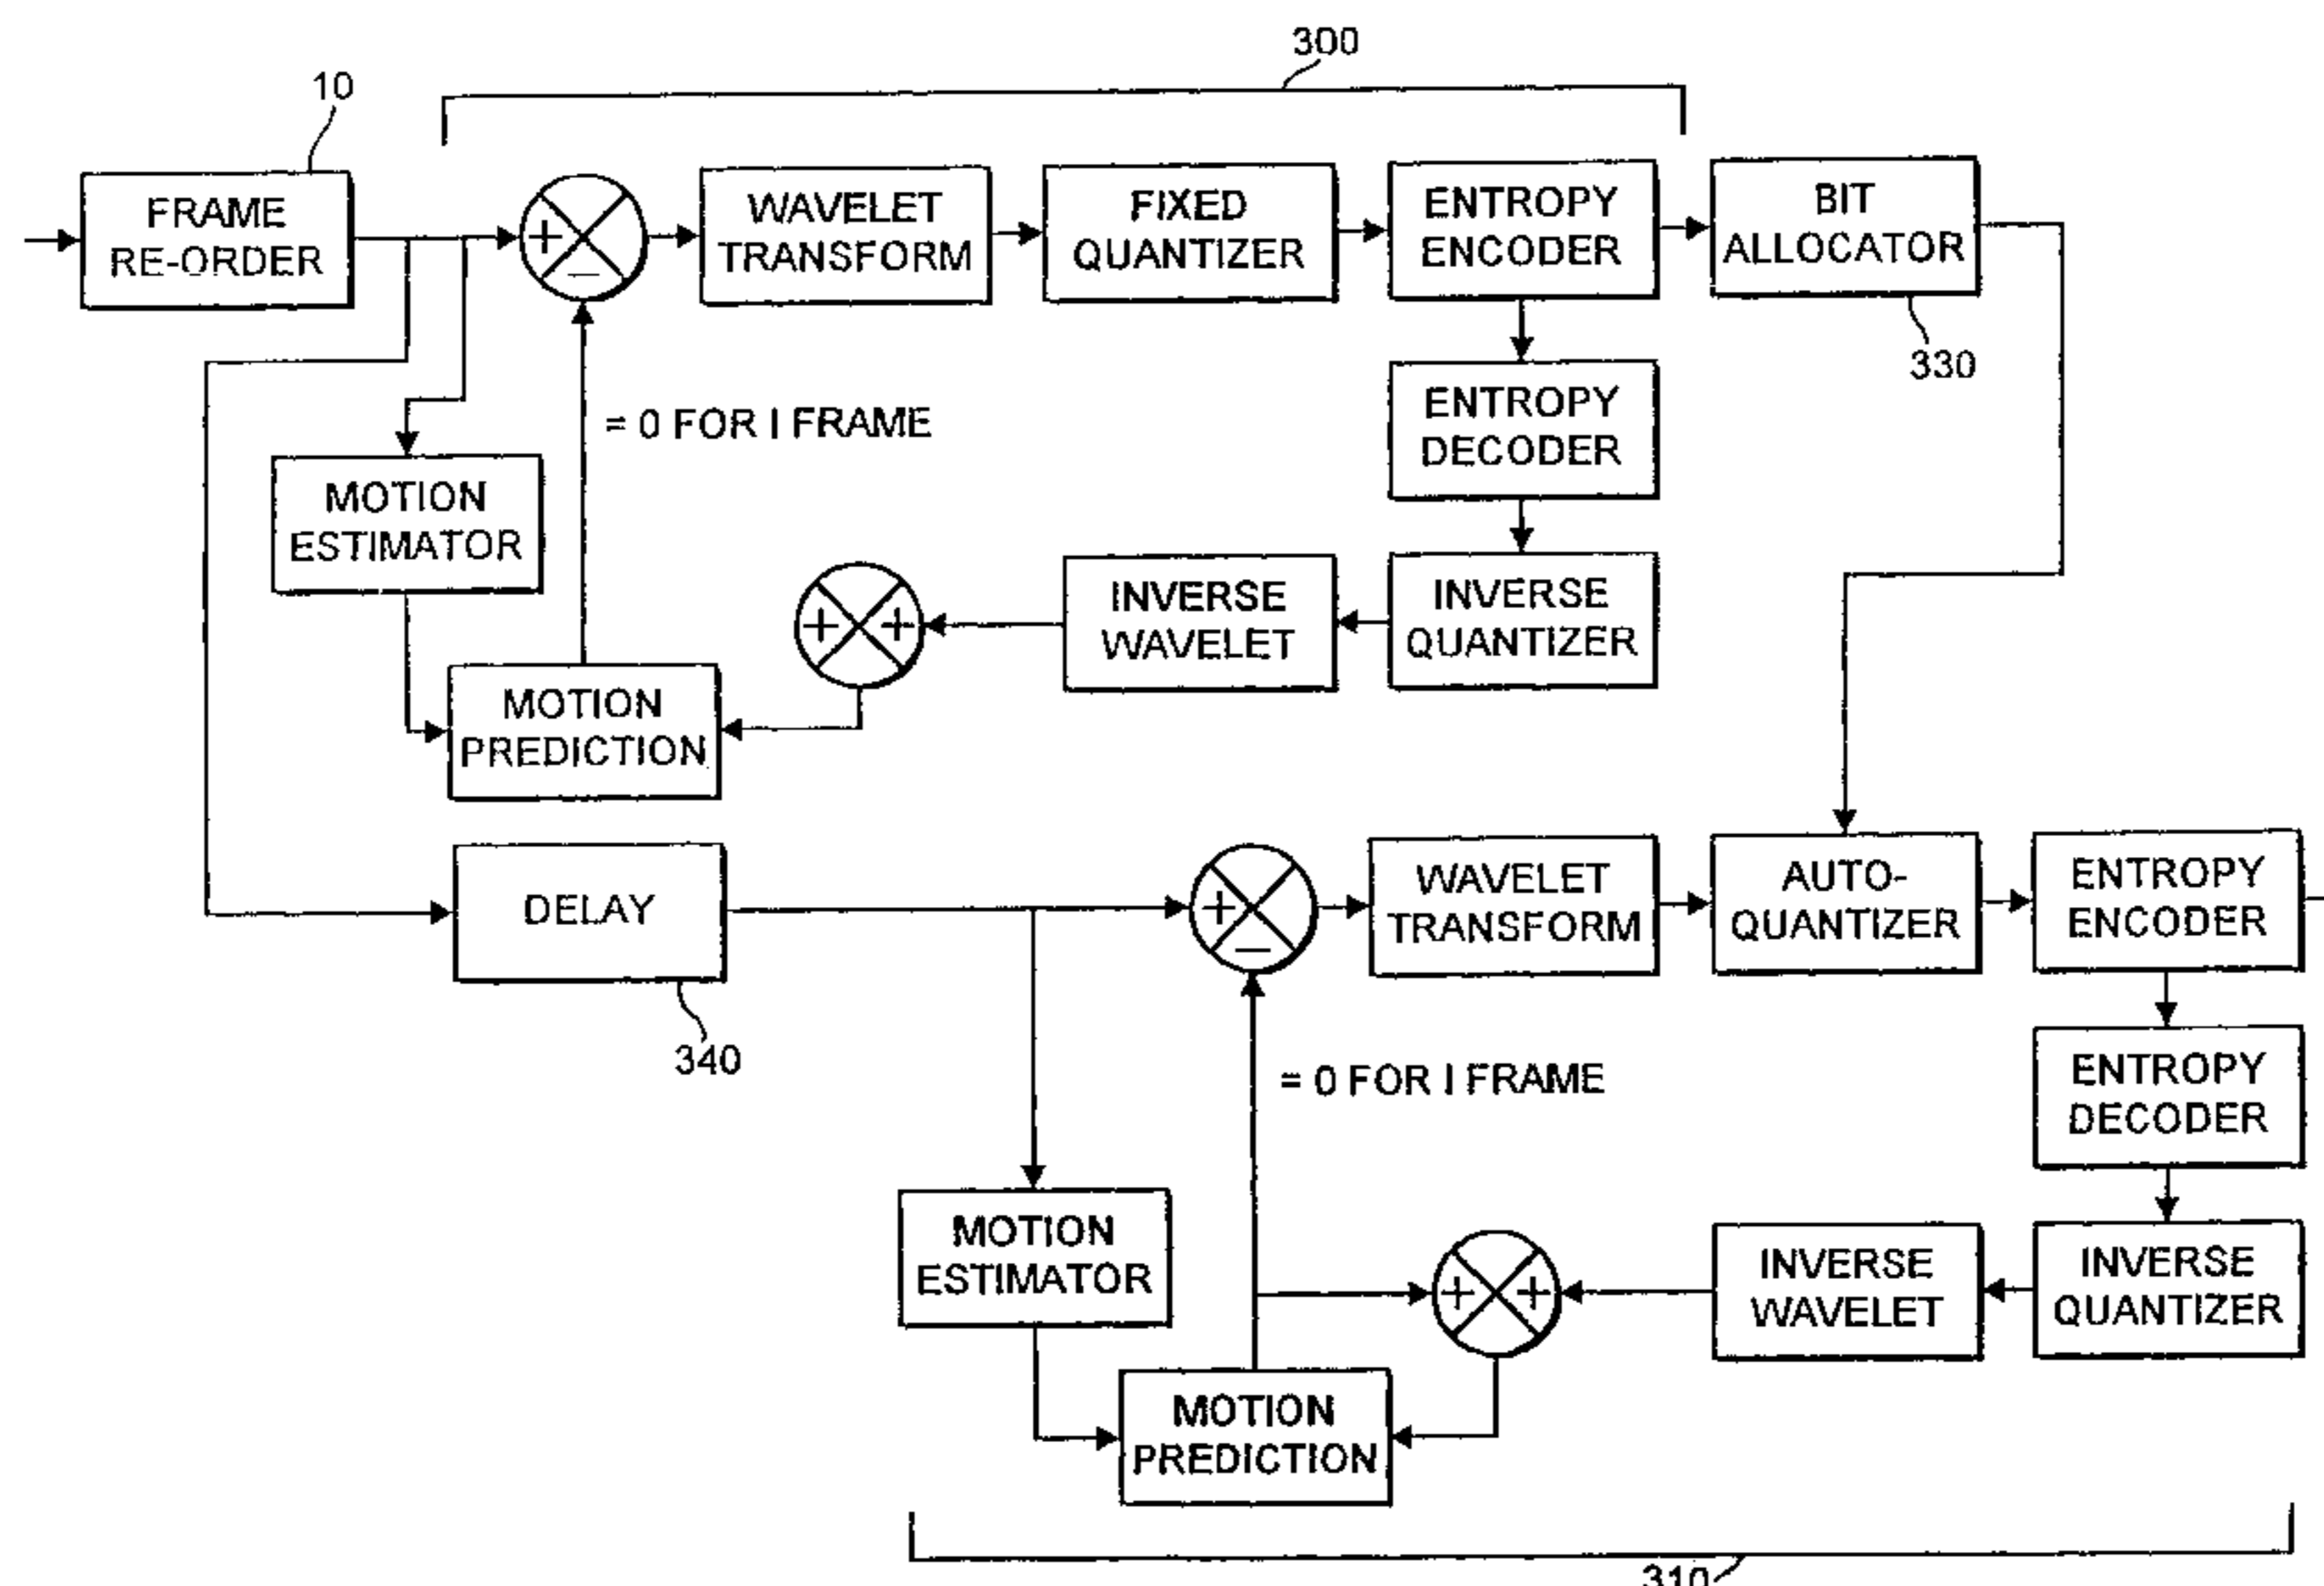 300
10
FRAME
RE-ORDER
+
–
WAVELET
TRANSFORM
FIXED
QUANTIZER
ENTROPY
ENCODER
BIT
ALLOCATOR
330
ENTROPY
DECODER
= 0 FOR I FRAME
MOTION
ESTIMATOR
+ +
INVERSE
WAVELET
INVERSE
QUANTIZER
MOTION
PREDICTION
DELAY
340
+
–
WAVELET
TRANSFORM
AUTO-
QUANTIZER
ENTROPY
ENCODER
ENTROPY
DECODER
= 0 FOR I FRAME
MOTION
ESTIMATOR
+ +
INVERSE
WAVELET
INVERSE
QUANTIZER
MOTION
PREDICTION
310